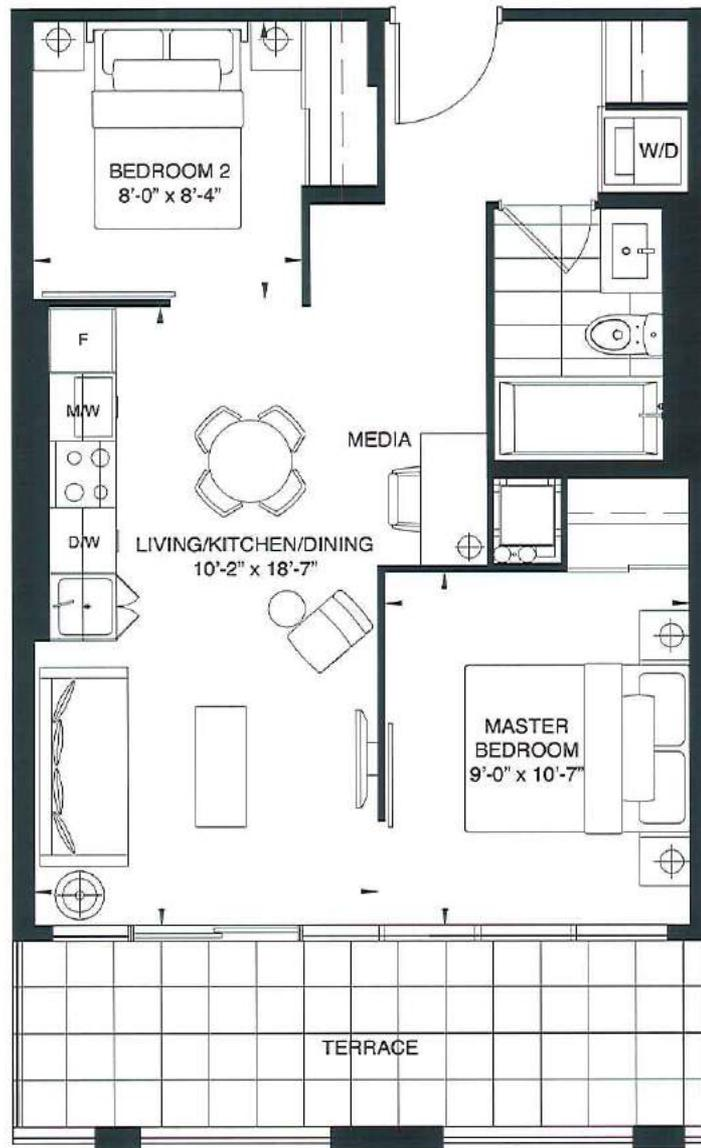 BEDROOM 2
8'-0" x 8'-4"
W/D
F
M/W
MEDIA
D/W
LIVING/KITCHEN/DINING
10'-2" x 18'-7"
MASTER
BEDROOM
9'-0" x 10'-7"
TERRACE